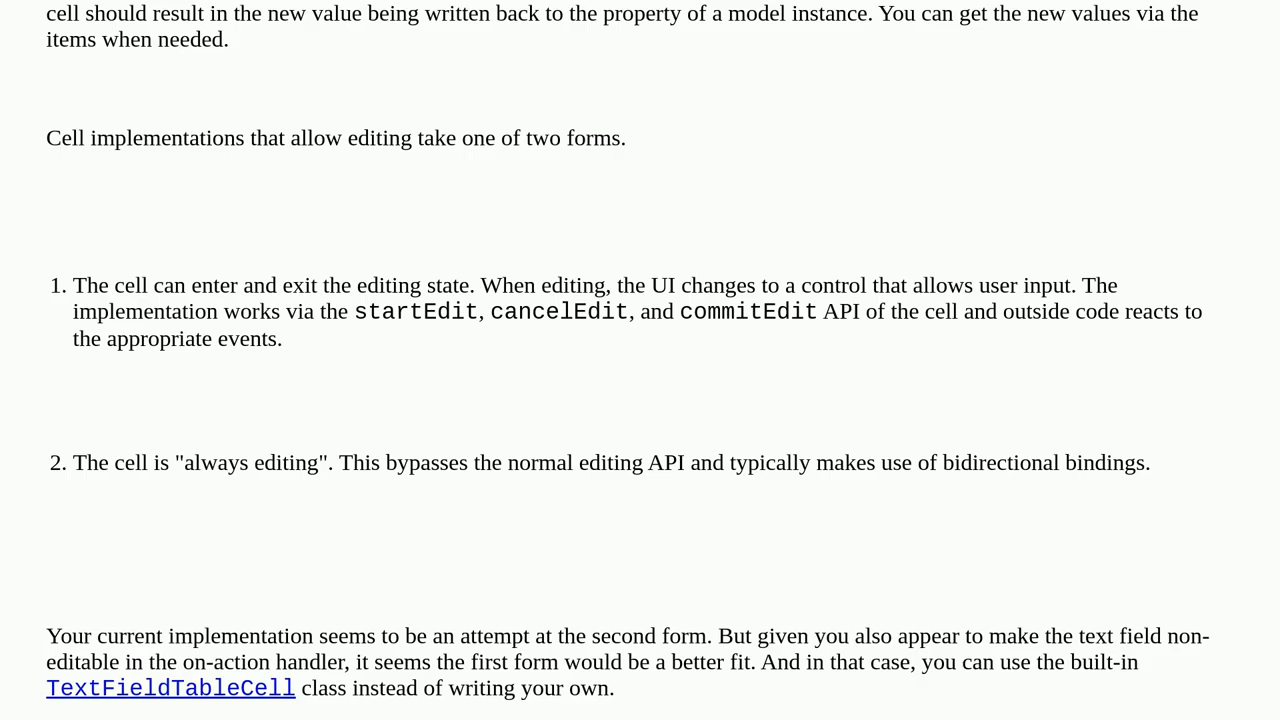 cell should result in the new value being written back to the property of a model instance. You can get the new values via the
items when needed.
Cell implementations that allow editing take one of two forms.
1. The cell can enter and exit the editing state. When editing, the UI changes to a control that allows user input. The
implementation works via the startEdit, cancelEdit, and commitEdit API of the cell and outside code reacts to
the appropriate events.
2. The cell is "always editing". This bypasses the normal editing API and typically makes use of bidirectional bindings.
Your current implementation seems to be an attempt at the second form. But given you also appear to make the text field non-
editable in the on-action handler, it seems the first form would be a better fit. And in that case, you can use the built-in
TextFieldTableCell class instead of writing your own.